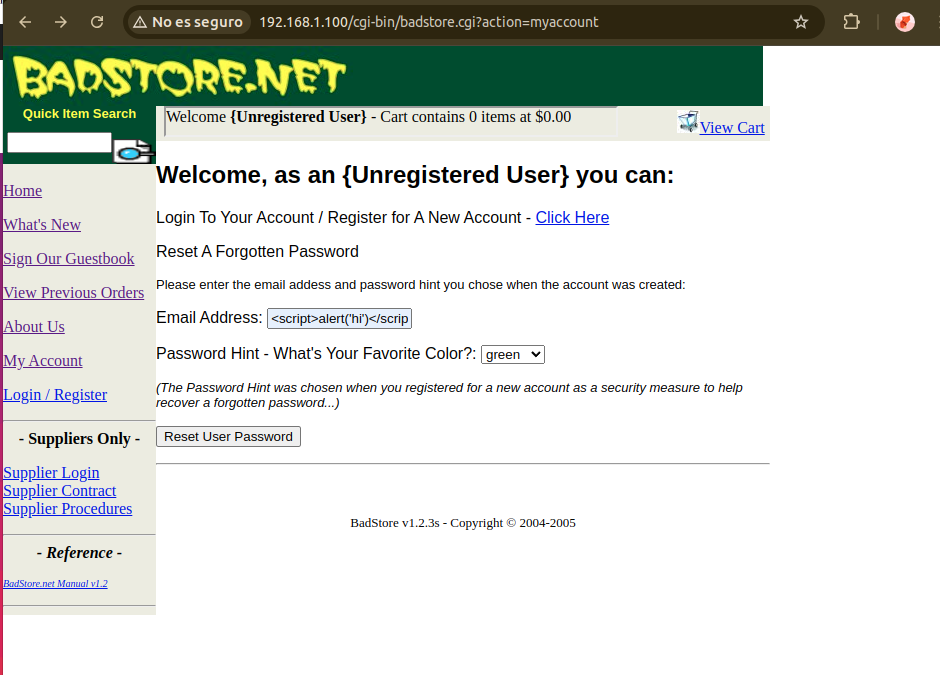 No es seguro 192.168.1.100/cgi-bin/badstore.cgi?action=myaccount
BADSTORE.NET
Quick Item Search
Welcome {Unregistered User} - Cart contains 0 items at $0.00
View Cart
Home
What's New
Sign Our Guestbook
View Previous Orders
About Us
My Account
Login / Register
- Suppliers Only -
Supplier Login
Supplier Contract
Supplier Procedures
- Reference -
BadStore.net Manual v1.2
Welcome, as an {Unregistered User} you can:
Login To Your Account / Register for A New Account - Click Here
Reset A Forgotten Password
Please enter the email addess and password hint you chose when the account was created:
Email Address: <script>alert('hi')</scrip
Password Hint - What's Your Favorite Color?: green
(The Password Hint was chosen when you registered for a new account as a security measure to help
recover a forgotten password...)
Reset User Password
BadStore v1.2.3s - Copyright © 2004-2005